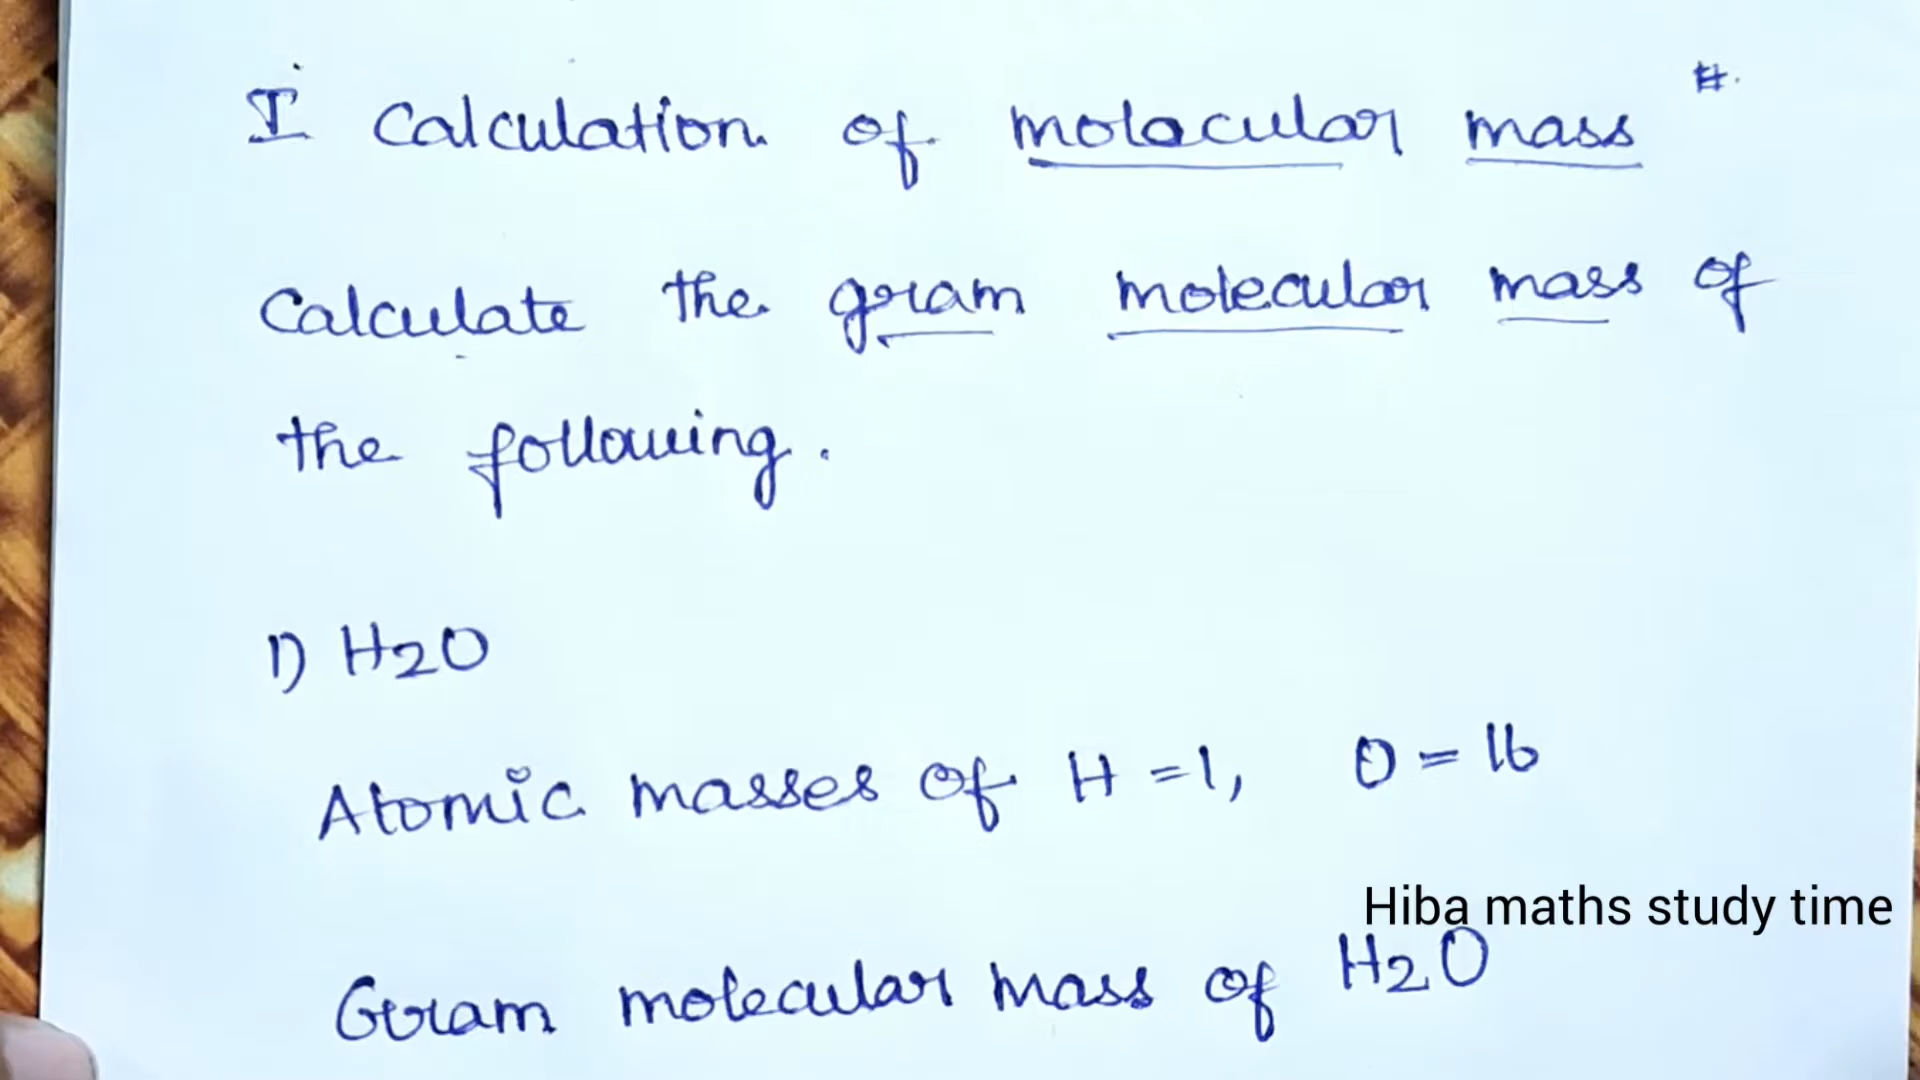 I Calculation of molacular mass #.
Calculate the gram molecular mass of
the following.
1) H2O
Atomic masses of H = 1, O = 16
Hiba maths study time
Gram molecular mass of H2O